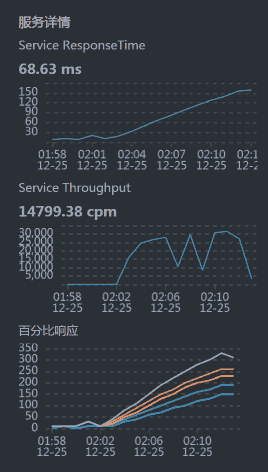 服务详情
Service ResponseTime
68.63 ms
150
120
90
60
30
01:58 02:01 02:04 02:07 02:10 02:1
12-25 12-25 12-25 12-25 12-25 12-2
Service Throughput
14799.38 cpm
30,000
25,000
20,000
15,000
10,000
5,000
01:58 02:02 02:06 02:10
12-25 12-25 12-25 12-25
百分比响应
350
300
250
200
150
100
50
0
01:58 02:02 02:06 02:10
12-25 12-25 12-25 12-25